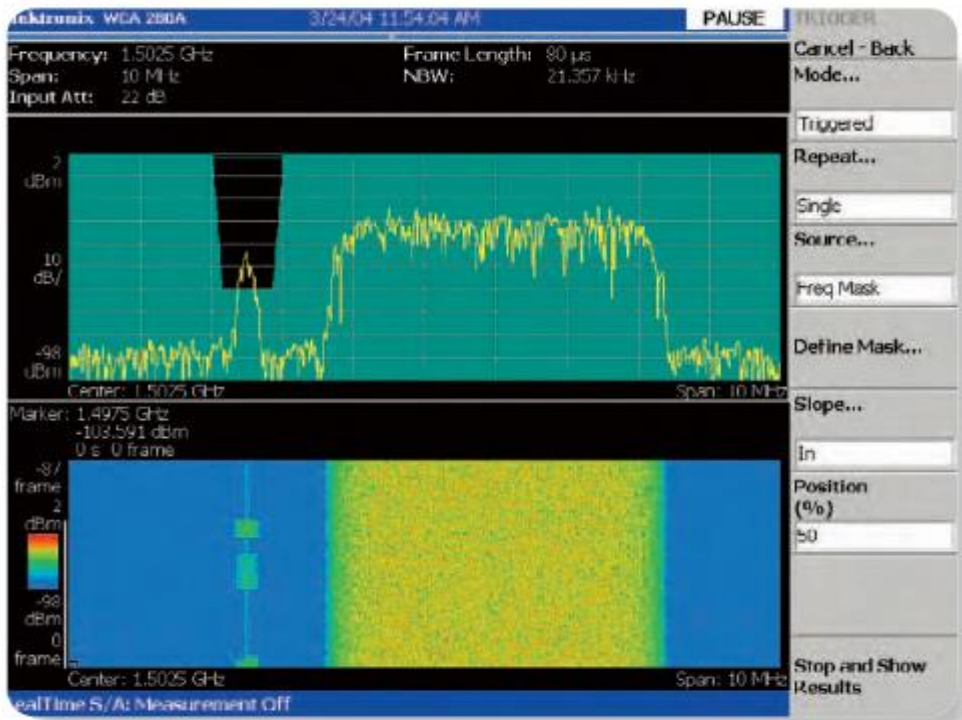 ektronix WCA 280A 3/24/04 11:54:04 AM PAUSE TRIGGER
Frequency: 1.5025 GHz Frame Length: 80 µs
Span: 10 MHz NBW: 21.357 kHz
Input Att: 22 dB
Cancel - Back
Mode...
Triggered
Repeat...
Single
Source...
Freq Mask
Define Mask...
Slope...
In
Position
(%)
50
Stop and Show
Results
2
dBm
10
dB/
-98
dBm
Center: 1.5025 GHz Span: 10 MHz
Marker: 1.4975 GHz
-103.591 dBm
0 s 0 frame
-87
frame
2
dBm
-98
dBm
0
frame
Center: 1.5025 GHz Span: 10 MHz
ealTime S/A: Measurement Off